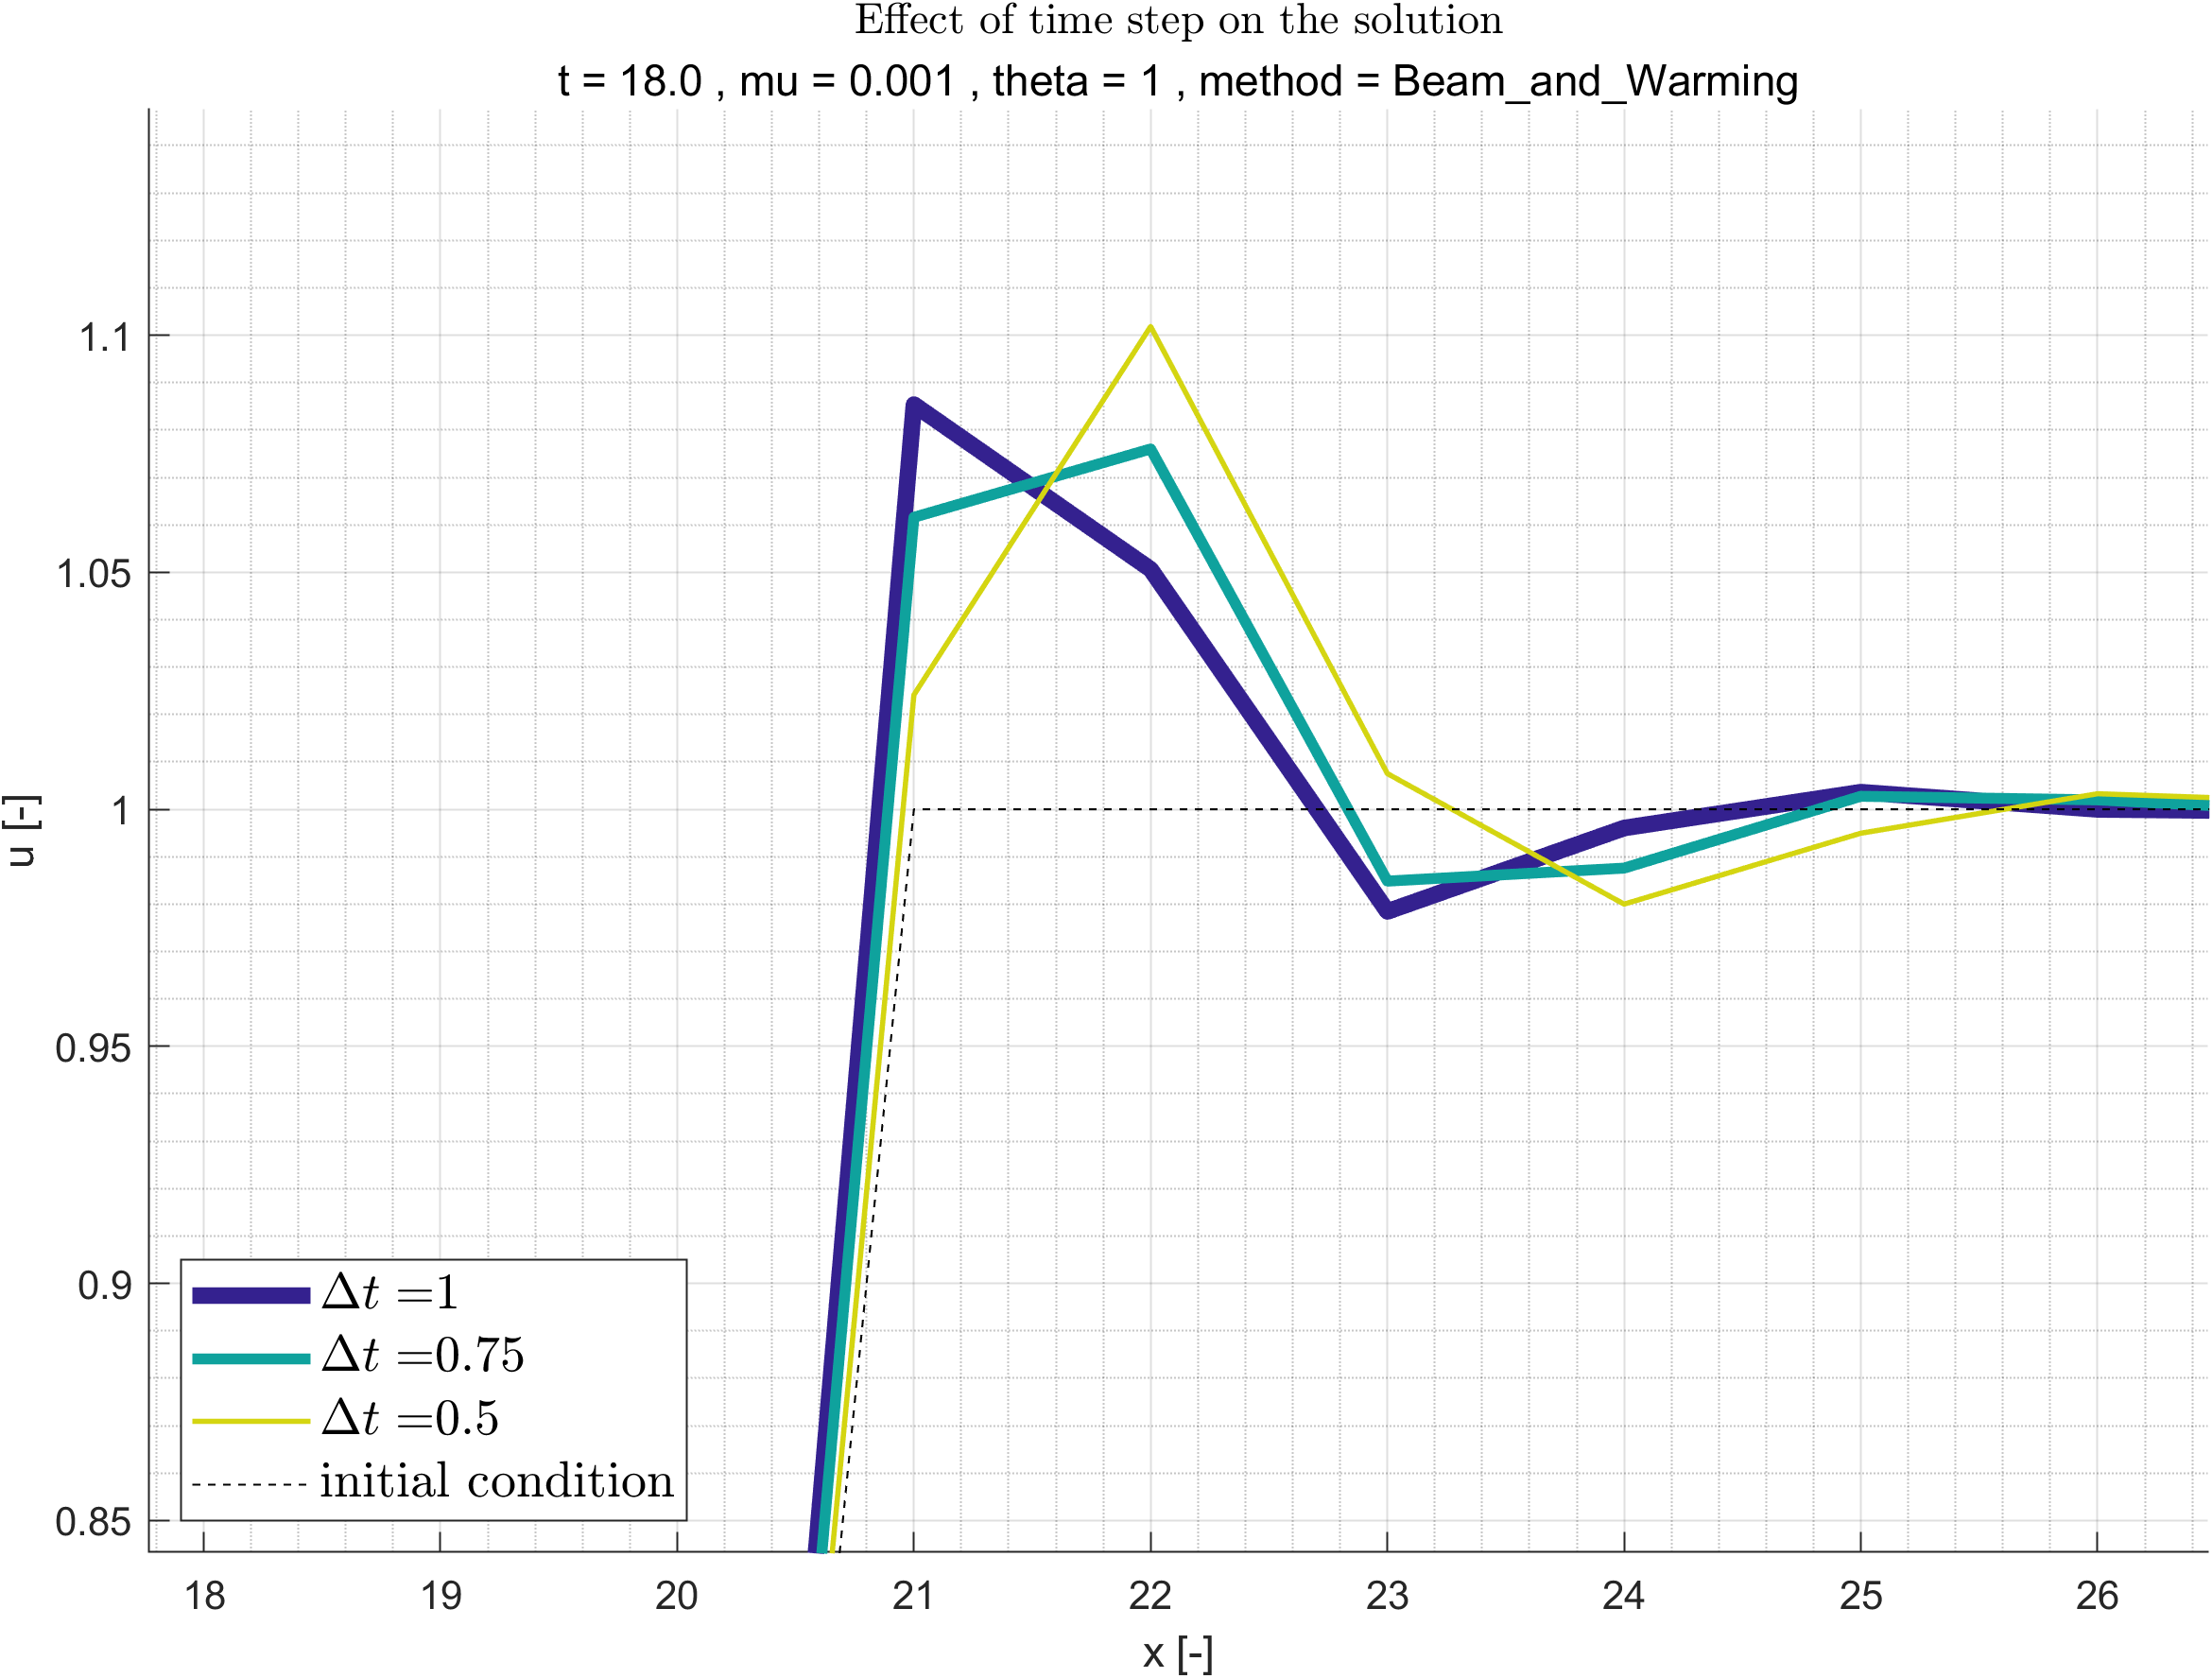 Effect of time step on the solution
t = 18.0 , mu = 0.001 , theta = 1 , method = Beam_and_Warming
1.1
1.05
1
0.95
0.9
0.85
u [-]
Δt =1
Δt =0.75
Δt =0.5
initial condition
18 19 20 21 22 23 24 25 26
x [-]